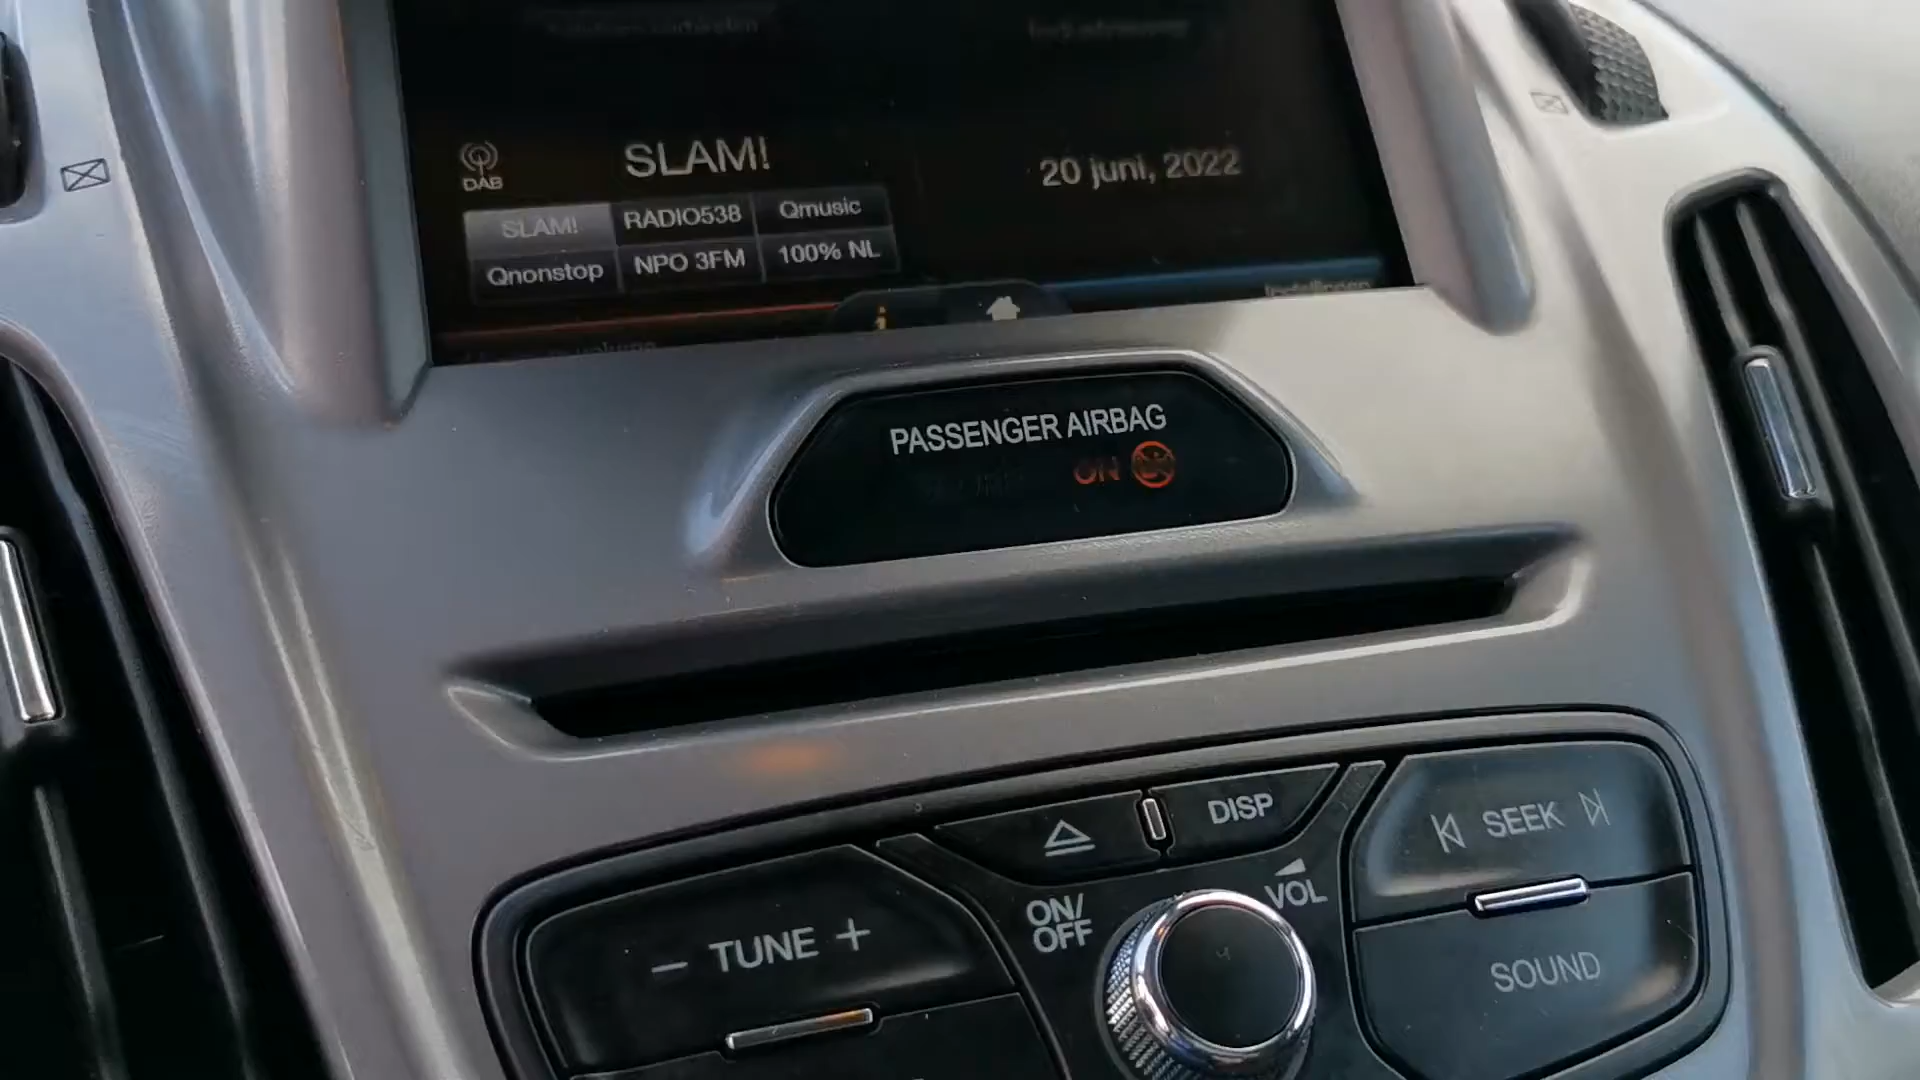 DAB
SLAM!
20 juni, 2022
SLAM! RADIO538 Qmusic
Qnonstop NPO 3FM 100% NL
Instellingen
PASSENGER AIRBAG
ON
DISP
SEEK
ON/
OFF
VOL
– TUNE +
SOUND